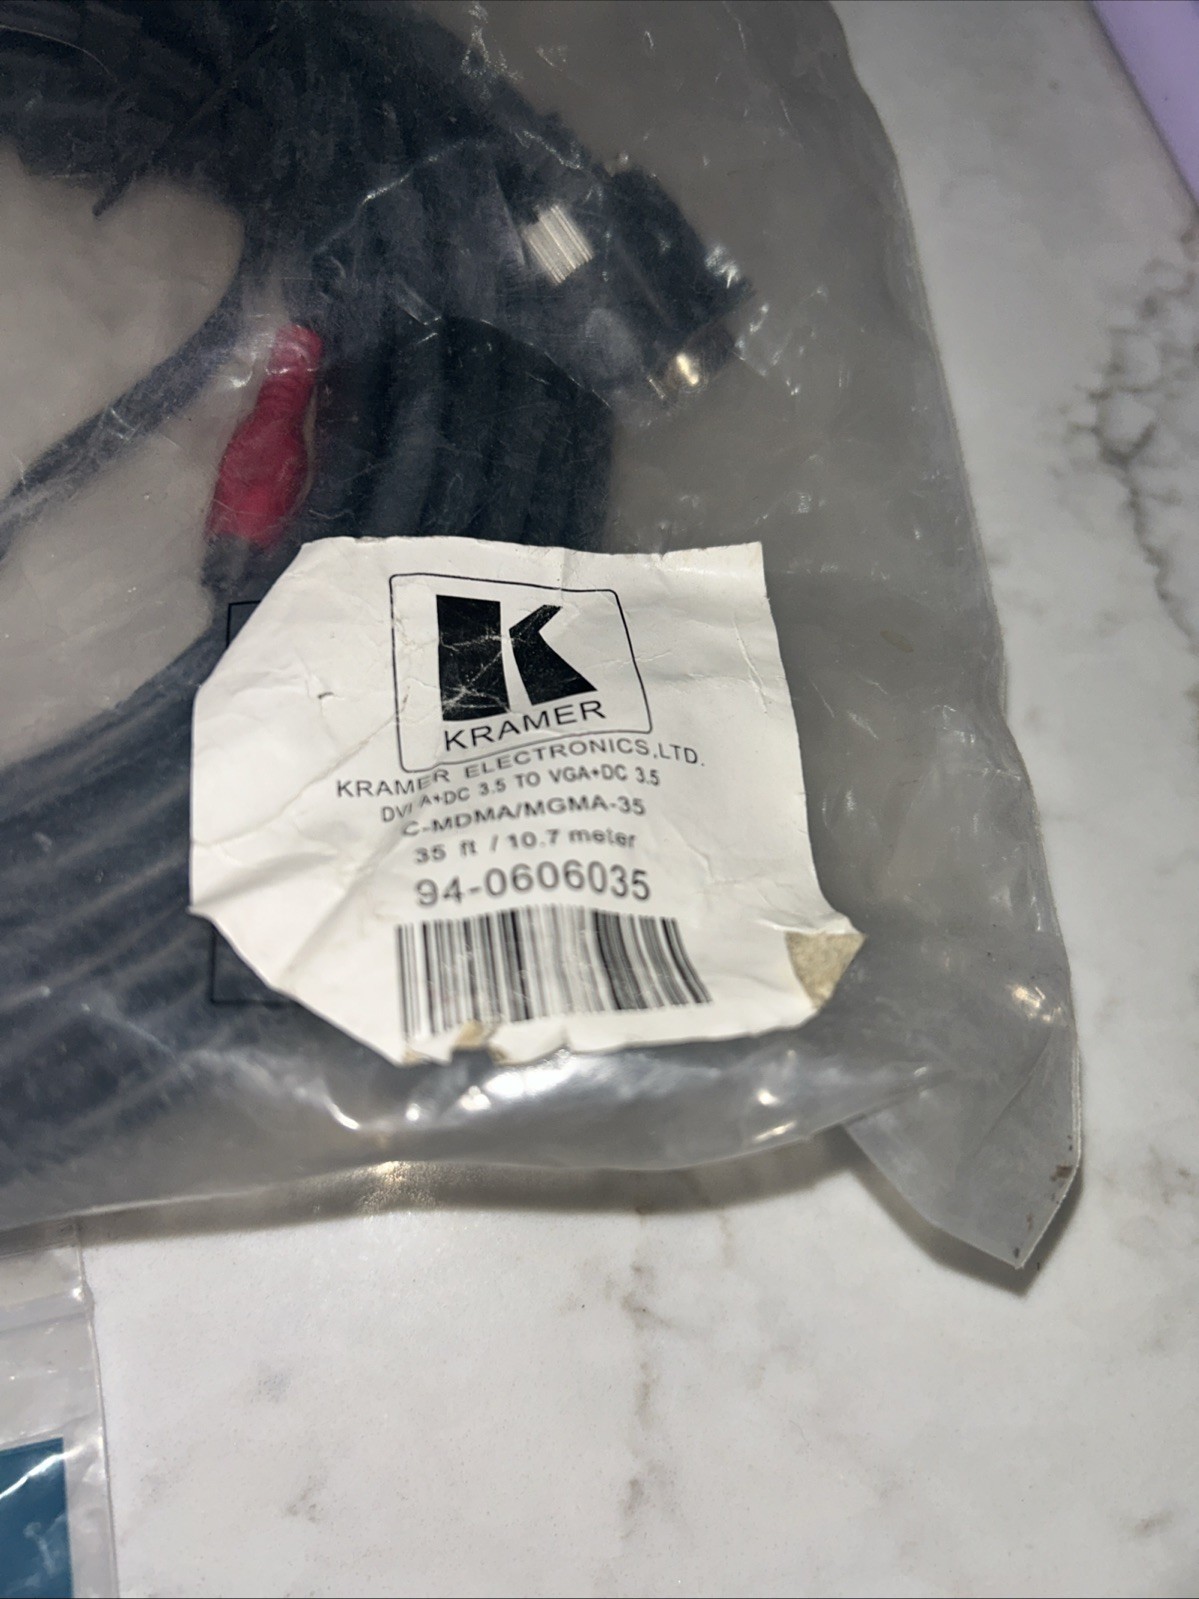 KRAMER
KRAMER ELECTRONICS,LTD.
DVI A+DC 3.5 TO VGA+DC 3.5
C-MDMA/MGMA-35
35 ft / 10.7 meter
94-0606035